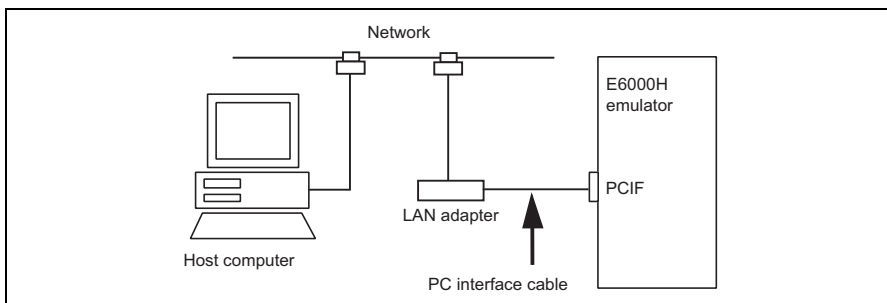 Network
E6000H
emulator
PCIF
LAN adapter
Host computer
PC interface cable